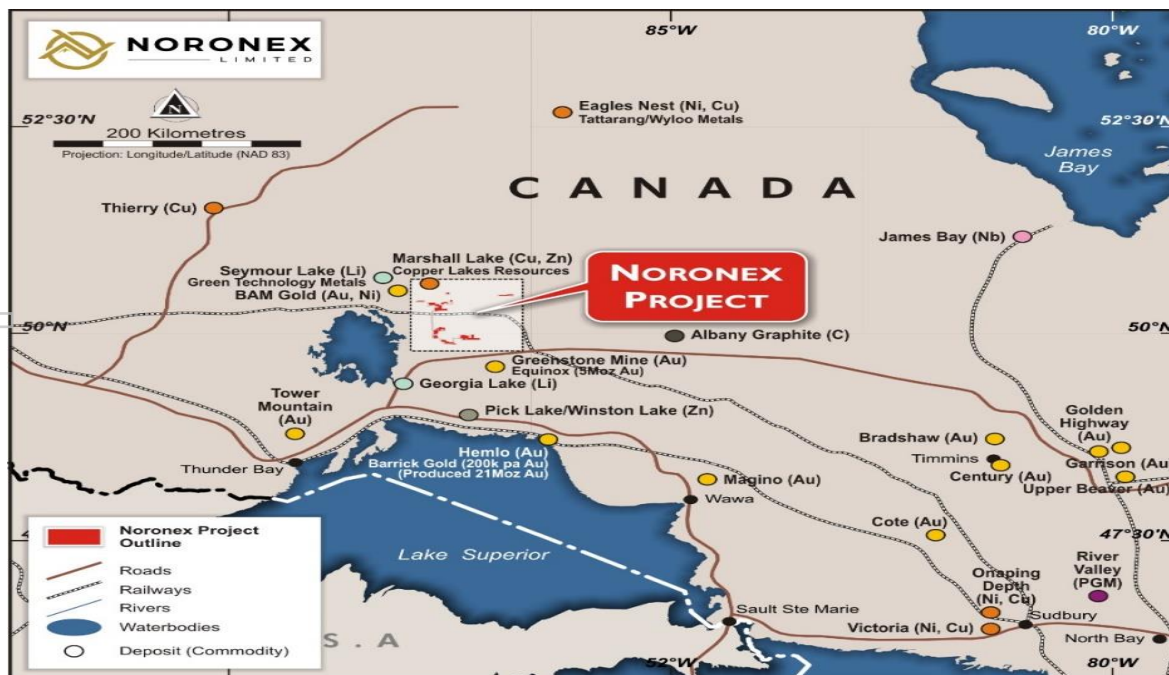 NORONEX
LIMITED
85°W
80°W
N
52°30'N
200 Kilometres
Projection: Longitude/Latitude (NAD 83)
Eagles Nest (Ni, Cu)
Tattarang/Wyloo Metals
52°30'N
James
Bay
CANADA
Thierry (Cu)
James Bay (Nb)
Marshall Lake (Cu, Zn)
Copper Lakes Resources
Seymour Lake (Li)
Green Technology Metals
BAM Gold (Au, Ni)
NORONEX
PROJECT
50°N
50°N
Albany Graphite (C)
Greenstone Mine (Au)
Equinox (5Moz Au)
Georgia Lake (Li)
Tower
Mountain
(Au)
Pick Lake/Winston Lake (Zn)
Golden
Highway
(Au)
Hemlo (Au)
Barrick Gold (200k pa Au)
(Produced 21Moz Au)
Bradshaw (Au)
Timmins
Thunder Bay
Garrison (Au)
Century (Au)
Magino (Au)
Upper Beaver (Au)
Wawa
Cote (Au)
47°30'N
Lake Superior
River
Valley
(PGM)
Onaping
Depth
(Ni, Cu)
Sault Ste Marie
Sudbury
Victoria (Ni, Cu)
North Bay
.S.A
52°W
80°W
Noronex Project
Outline
Roads
Railways
Rivers
Waterbodies
Deposit (Commodity)